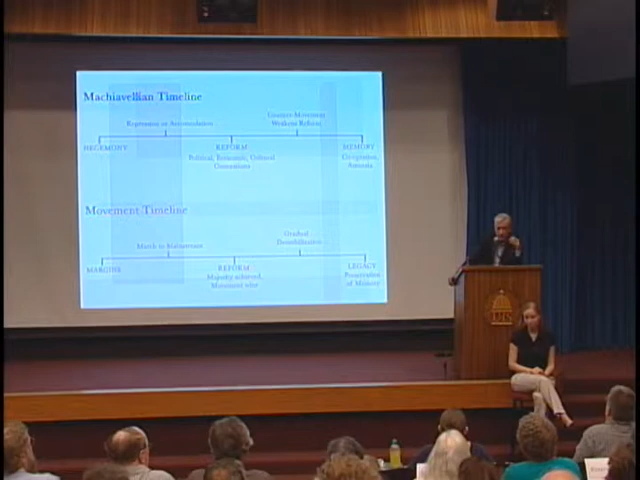 Machiavellian Timeline
Repression or Accomodation
Counter-Movement
Weakens Reform
HEGEMONY
REFORM
MEMORY
Political, Economic, Cultural
Concessions
Co-optation,
Amnesia
Movement Timeline
March to Mainstream
Gradual
Demobilization
MARGINS
REFORM
LEGACY
Majority achieved,
Movement wins
Preservation
of Memory
UIS